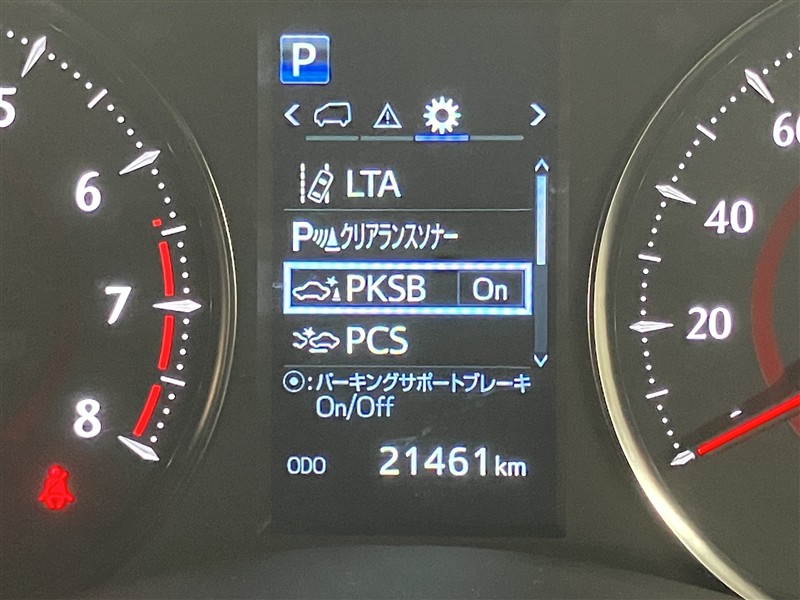 P
LTA
P クリアランスソナー
PKSB On
PCS
⦿:パーキングサポートブレーキ
On/Off
ODO 21461km
5
6
7
8
60
40
20